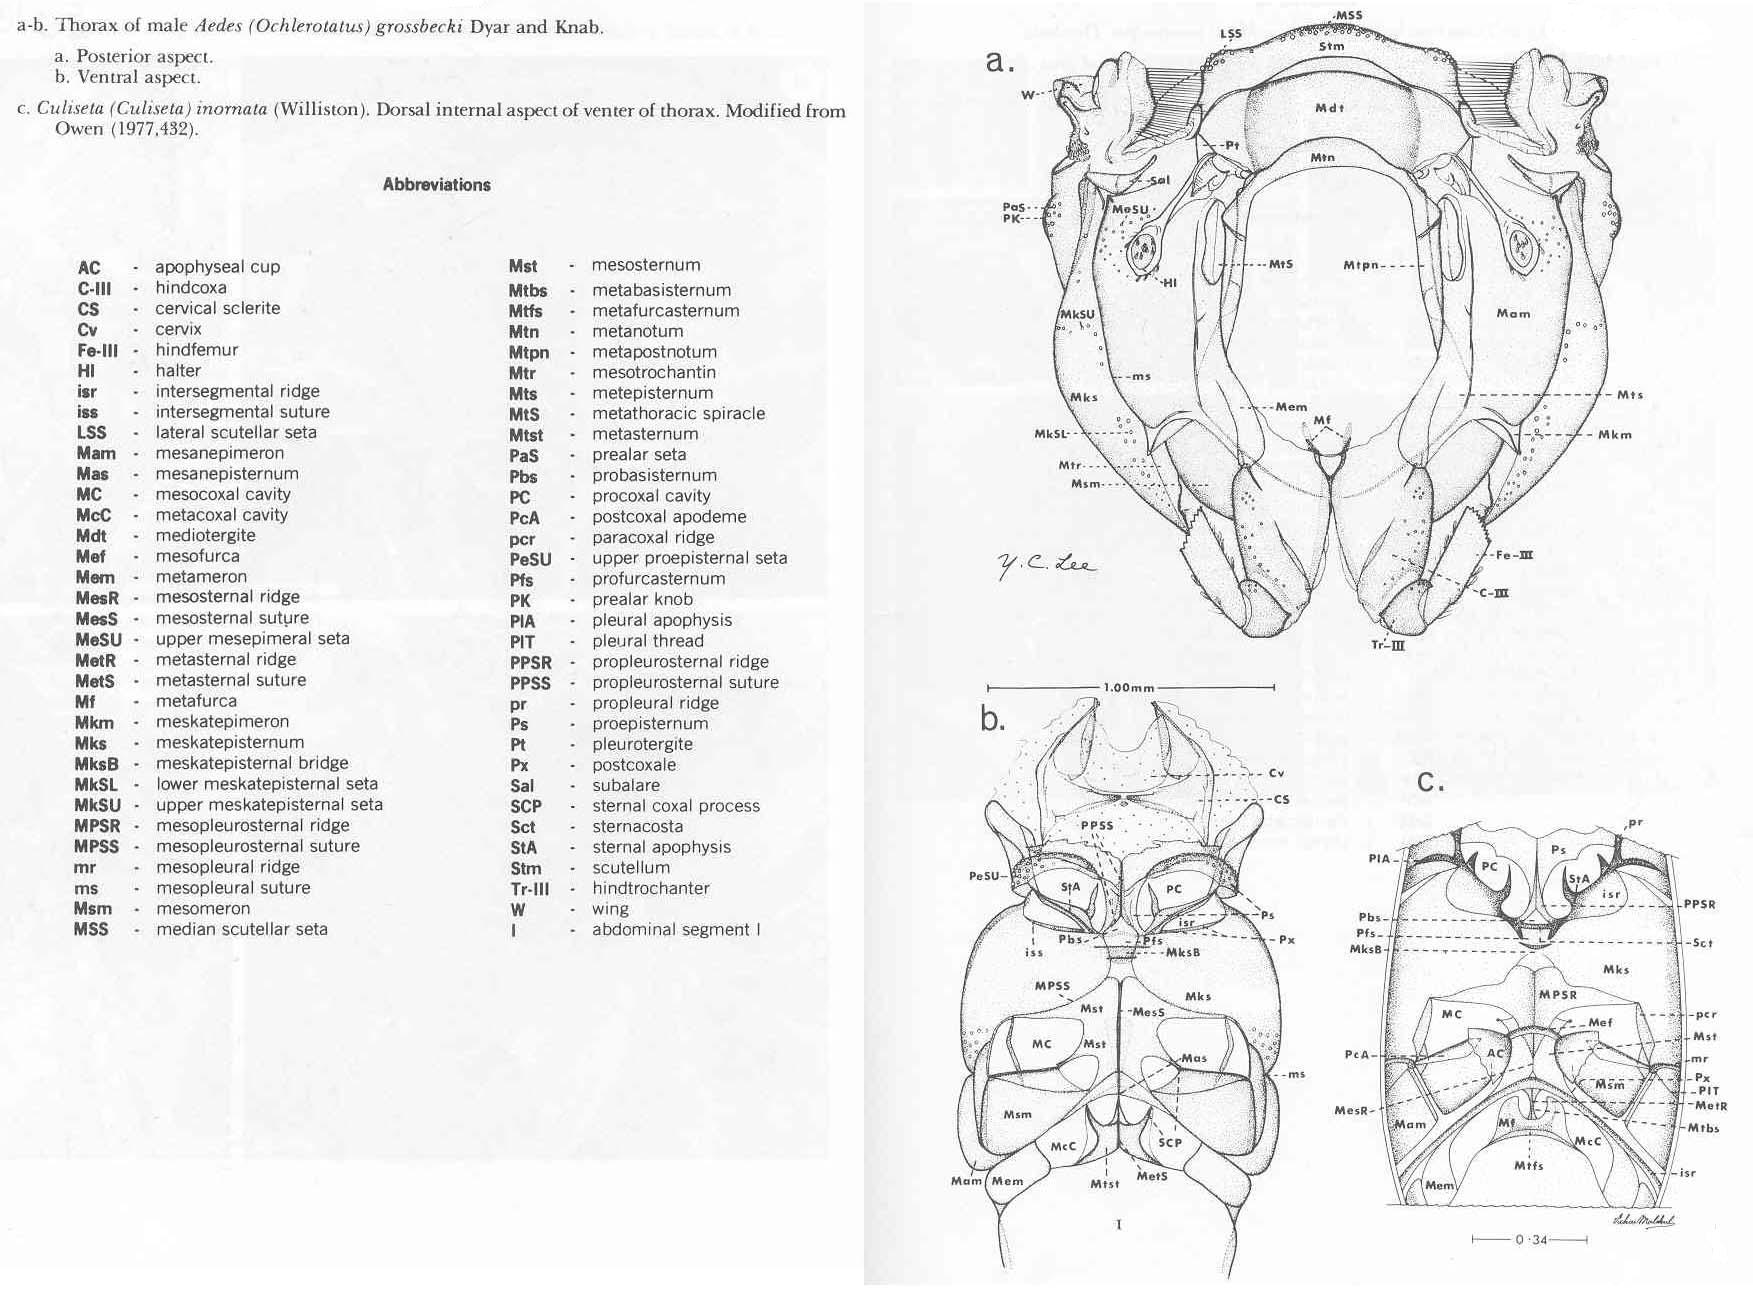 a-b. Thorax of male Aedes (Ochlerotatus) grossbecki Dyar and Knab.
a. Posterior aspect.
b. Ventral aspect.
c. Culiseta (Culiseta) inornata (Williston). Dorsal internal aspect of venter of thorax. Modified from
Owen (1977,432).
Abbreviations
AC - apophyseal cup
C-III - hindcoxa
CS - cervical sclerite
Cv - cervix
Fe-III - hindfemur
Hl - halter
isr - intersegmental ridge
iss - intersegmental suture
LSS - lateral scutellar seta
Mam - mesanepimeron
Mas - mesanepisternum
MC - mesocoxal cavity
McC - metacoxal cavity
Mdt - mediotergite
Mef - mesofurca
Mem - metameron
MesR - mesosternal ridge
MesS - mesosternal suture
MeSU - upper mesepimeral seta
MetR - metasternal ridge
MetS - metasternal suture
Mf - metafurca
Mkm - meskatepimeron
Mks - meskatepisternum
MksB - meskatepisternal bridge
MkSL - lower meskatepisternal seta
MkSU - upper meskatepisternal seta
MPSR - mesopleurosternal ridge
MPSS - mesopleurosternal suture
mr - mesopleural ridge
ms - mesopleural suture
Msm - mesomeron
MSS - median scutellar seta
Mst - mesosternum
Mtbs - metabasisternum
Mtfs - metafurcasternum
Mtn - metanotum
Mtpn - metapostnotum
Mtr - mesotrochantin
Mts - metepisternum
MtS - metathoracic spiracle
Mtst - metasternum
PaS - prealar seta
Pbs - probasisternum
PC - procoxal cavity
PcA - postcoxal apodeme
pcr - paracoxal ridge
PeSU - upper proepisternal seta
Pfs - profurcasternum
PK - prealar knob
PlA - pleural apophysis
PlT - pleural thread
PPSR - propleurosternal ridge
PPSS - propleurosternal suture
pr - propleural ridge
Ps - proepisternum
Pt - pleurotergite
Px - postcoxale
Sal - subalare
SCP - sternal coxal process
Sct - sternacosta
StA - sternal apophysis
Stm - scutellum
Tr-III - hindtrochanter
W - wing
I - abdominal segment I
a.
MSS
LSS
Stm
W
Mdt
Pt
Mtn
Sal
PaS
PK
MeSU
MtS
Mtpn
Hl
MkSU
Mam
ms
Mks
Mts
Mem
Mf
MkSL
Mkm
Mtr
Msm
Y. C. Lee
Fe-III
C-III
Tr-III
1.00mm
b.
Cv
CS
PPSS
PeSU
StA
PC
Ps
isr
Pbs
Pfs
Px
iss
MksB
MPSS
Mks
Mst
MesS
MC
Mst
Mas
ms
Msm
McC
SCP
Mam
Mem
Mtst
MetS
I
c.
pr
PlA
PC
Ps
StA
isr
PPSR
Pbs
Pfs
Sct
MksB
Mks
MPSR
MC
pcr
Mef
Mst
PcA
AC
mr
Px
Msm
PlT
MesR
MetR
Mam
Mf
Mtbs
McC
Mtfs
isr
Mem
0.34